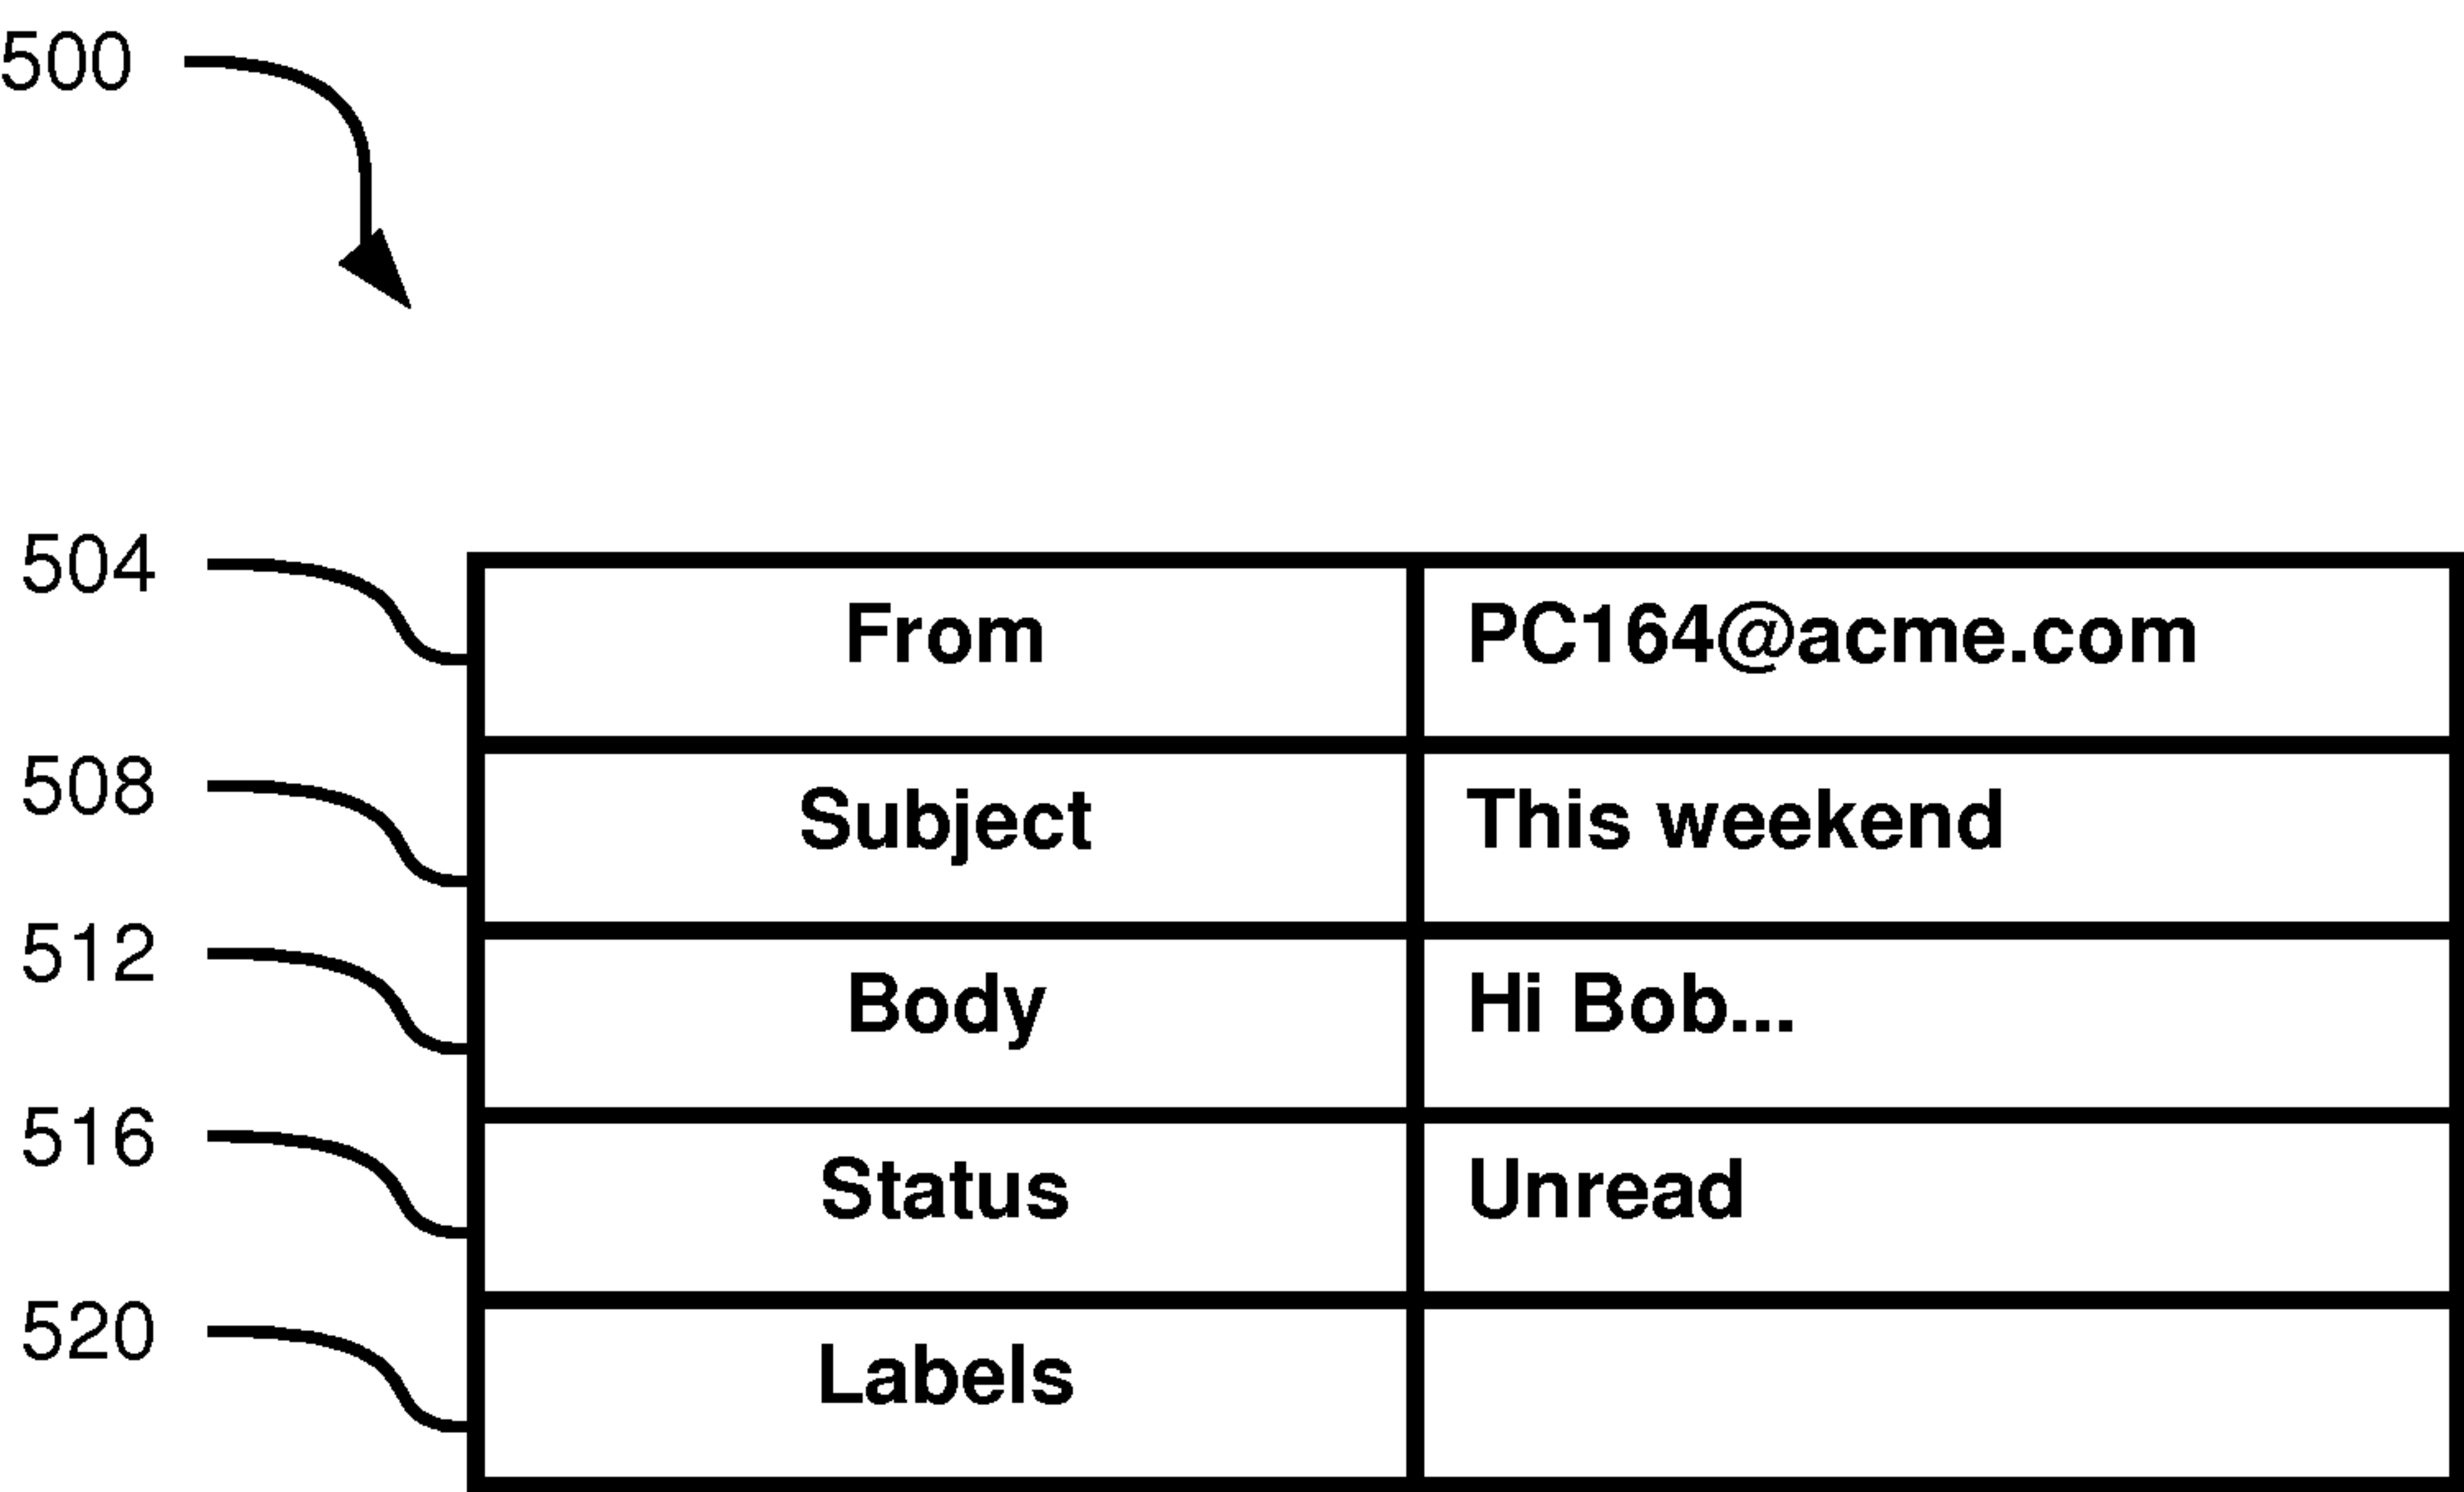 500
504 From PC164@acme.com
508 Subject This weekend
512 Body Hi Bob...
516 Status Unread
520 Labels